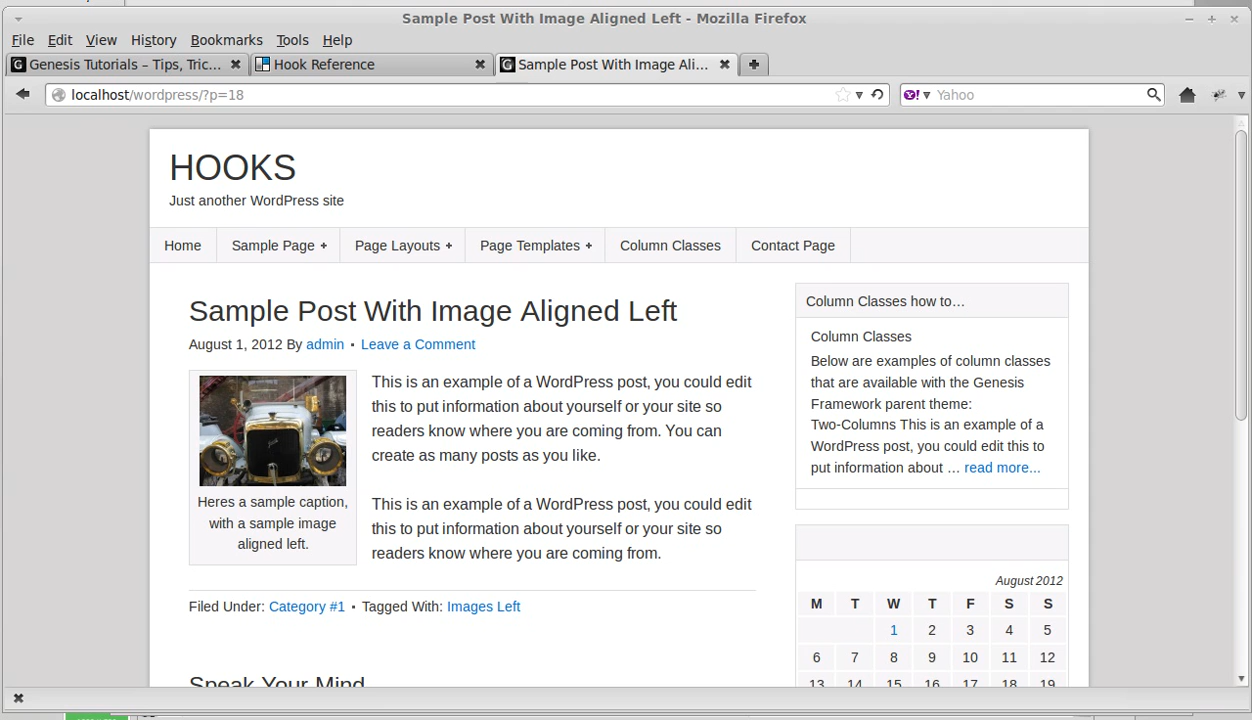 Sample Post With Image Aligned Left - Mozilla Firefox
File Edit View History Bookmarks Tools Help
Genesis Tutorials – Tips, Tric... Hook Reference Sample Post With Image Ali...
localhost/wordpress/?p=18 Yahoo
HOOKS
Just another WordPress site
Home Sample Page + Page Layouts + Page Templates + Column Classes Contact Page
Sample Post With Image Aligned Left
August 1, 2012 By admin • Leave a Comment
This is an example of a WordPress post, you could edit
this to put information about yourself or your site so
readers know where you are coming from. You can
create as many posts as you like.
This is an example of a WordPress post, you could edit
this to put information about yourself or your site so
readers know where you are coming from.
Heres a sample caption,
with a sample image
aligned left.
Filed Under: Category #1 • Tagged With: Images Left
Speak Your Mind
Column Classes how to…
Column Classes
Below are examples of column classes
that are available with the Genesis
Framework parent theme:
Two-Columns This is an example of a
WordPress post, you could edit this to
put information about … read more...
August 2012
M T W T F S S
1 2 3 4 5
6 7 8 9 10 11 12
13 14 15 16 17 18 19